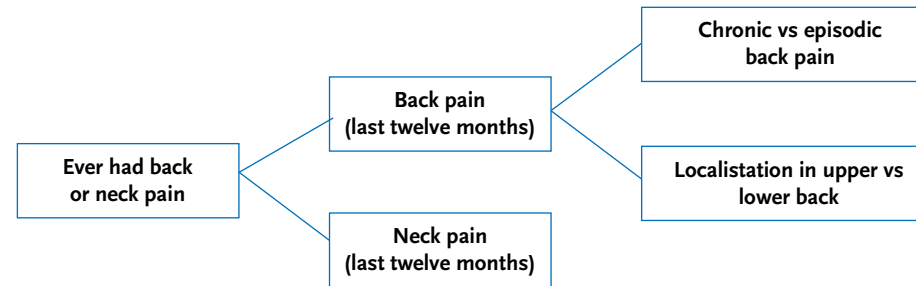 Ever had back
or neck pain
Back pain
(last twelve months)
Neck pain
(last twelve months)
Chronic vs episodic
back pain
Localistation in upper vs
lower back